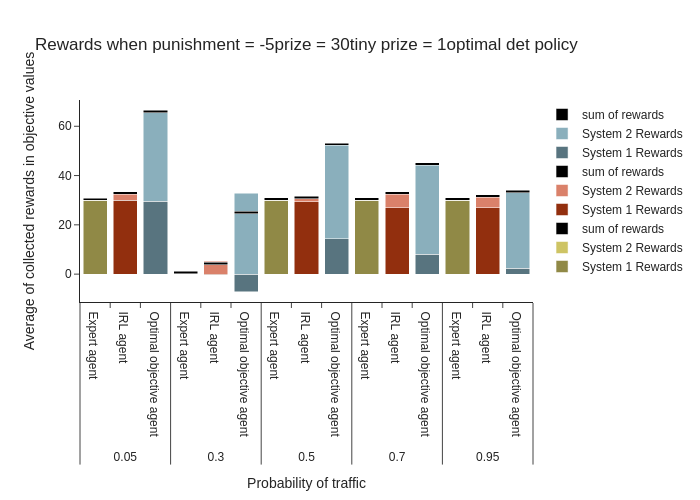 Rewards when punishment = -5prize = 30tiny prize = 1optimal det policy
Average of collected rewards in objective values
60
40
20
0
sum of rewards
System 2 Rewards
System 1 Rewards
sum of rewards
System 2 Rewards
System 1 Rewards
sum of rewards
System 2 Rewards
System 1 Rewards
Expert agent
IRL agent
Optimal objective agent
Expert agent
IRL agent
Optimal objective agent
Expert agent
IRL agent
Optimal objective agent
Expert agent
IRL agent
Optimal objective agent
Expert agent
IRL agent
Optimal objective agent
0.05
0.3
0.5
0.7
0.95
Probability of traffic